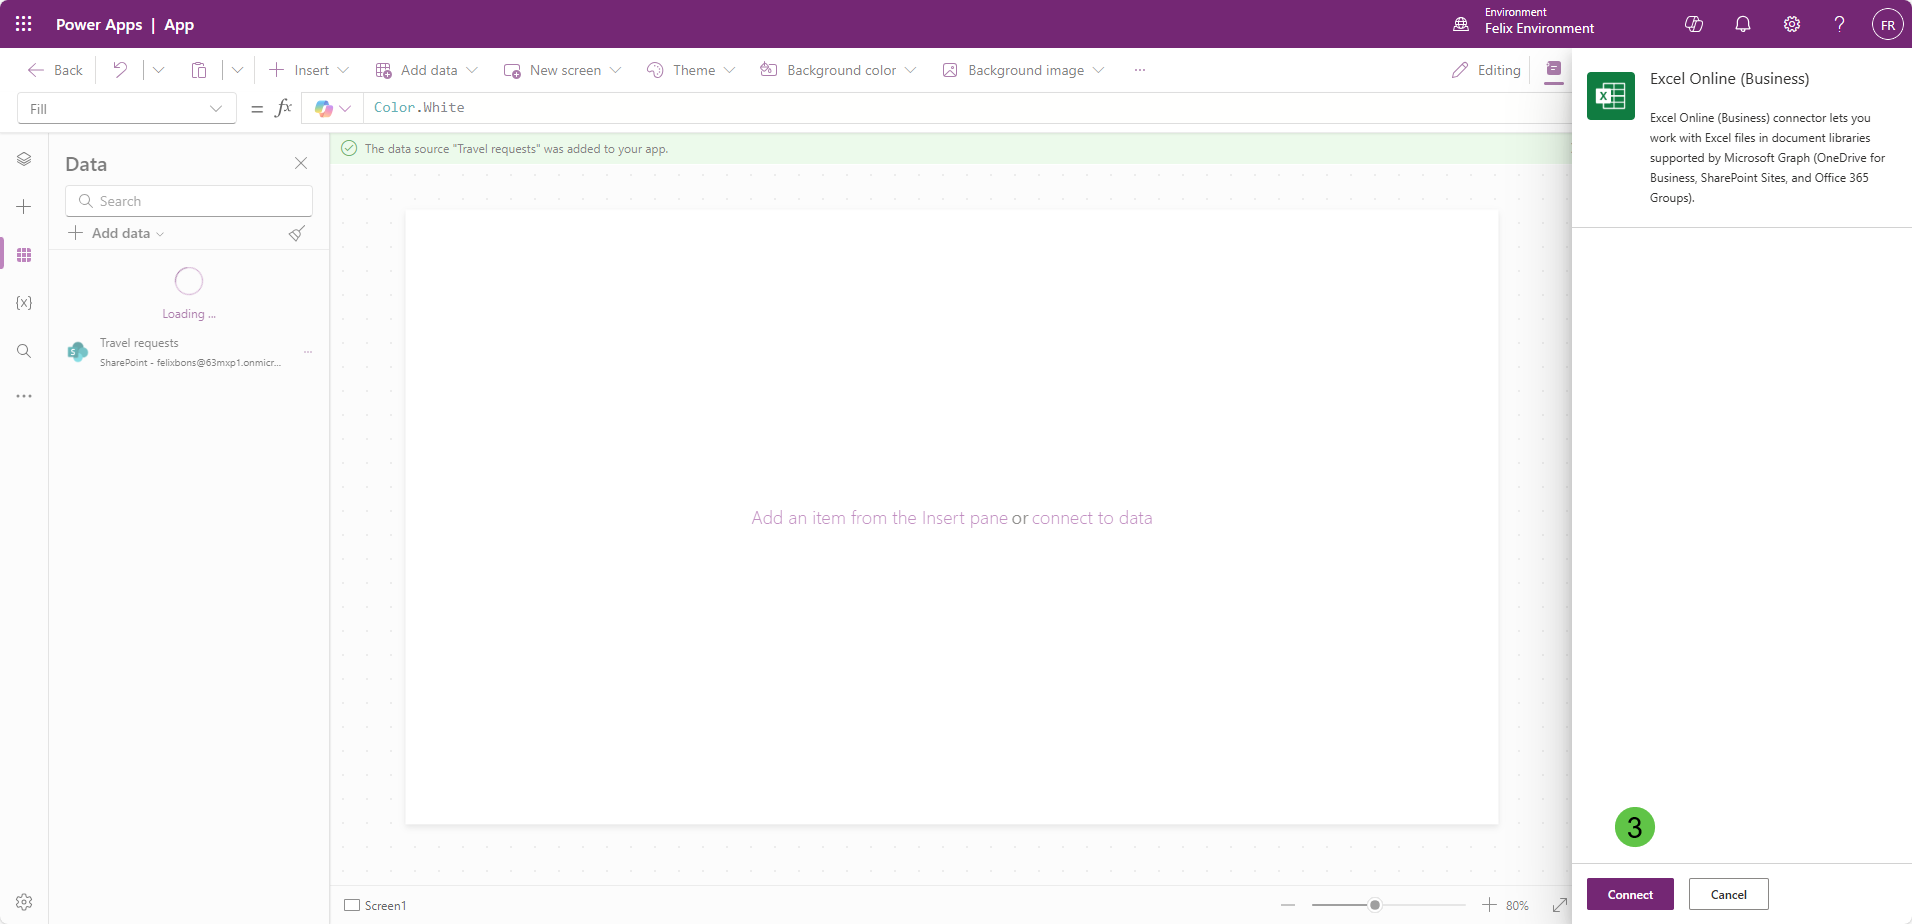 Power Apps | App
Environment
Felix Environment
FR
Back
Insert
Add data
New screen
Theme
Background color
Background image
...
Editing
Fill
= fx
Color.White
Data
Search
Add data
Loading ...
Travel requests
SharePoint - felixbons@63mxp1.onmicr...
The data source "Travel requests" was added to your app.
Add an item from the Insert pane or connect to data
Screen1
80%
Excel Online (Business)
Excel Online (Business) connector lets you
work with Excel files in document libraries
supported by Microsoft Graph (OneDrive for
Business, SharePoint Sites, and Office 365
Groups).
3
Connect
Cancel